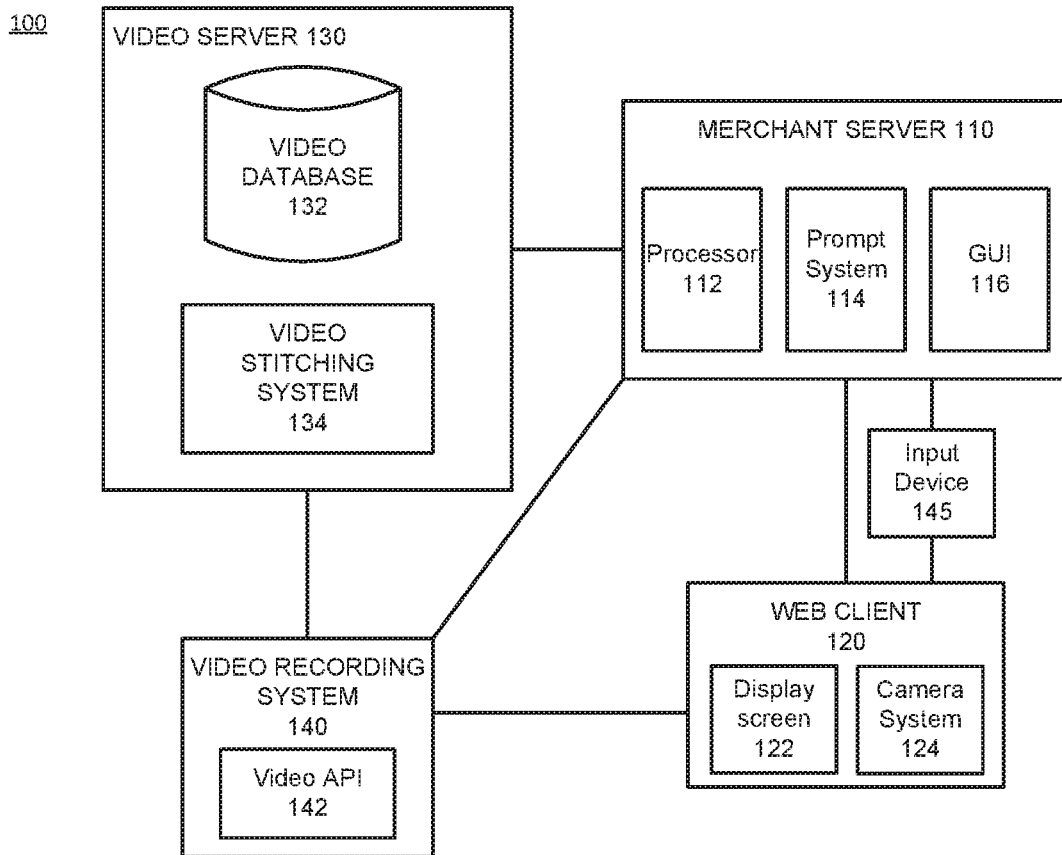 100
VIDEO SERVER 130
VIDEO
DATABASE
132
VIDEO
STITCHING
SYSTEM
134
MERCHANT SERVER 110
Processor
112
Prompt
System
114
GUI
116
Input
Device
145
WEB CLIENT
120
Display
screen
122
Camera
System
124
VIDEO RECORDING
SYSTEM
140
Video API
142